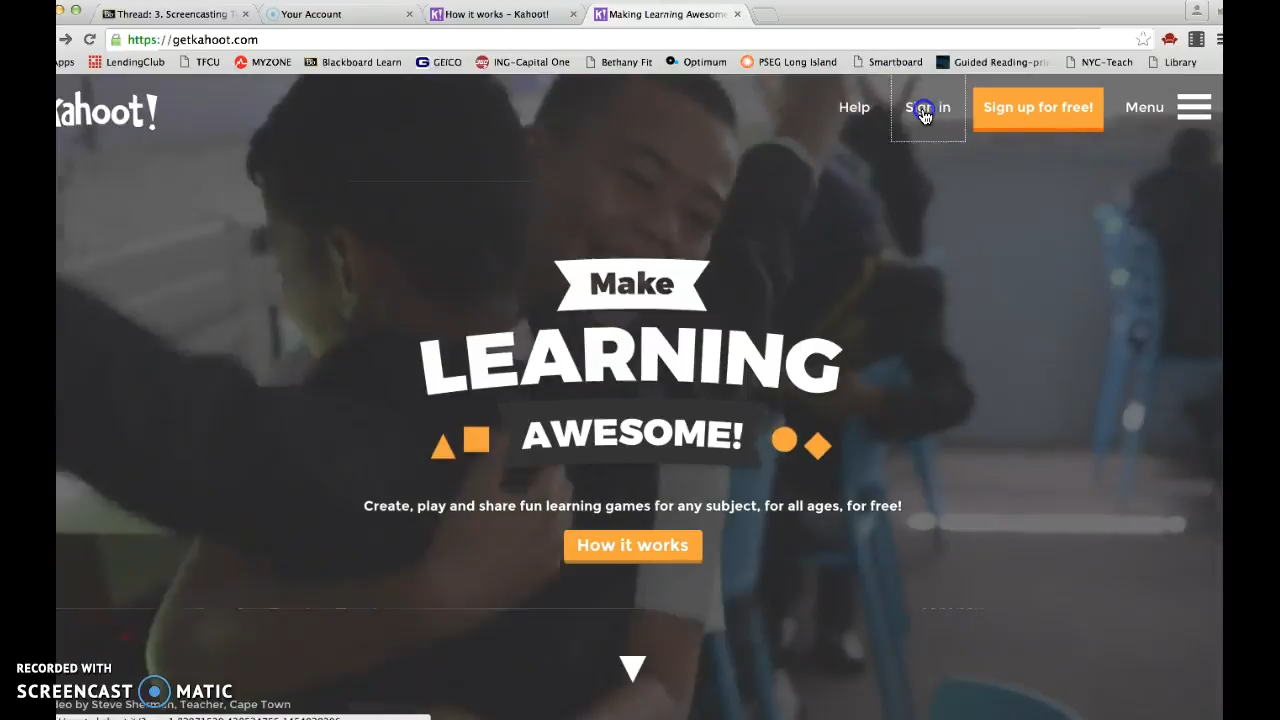 Thread: 3. Screencasting
Your Account
How it works – Kahoot!
Making Learning Awesome
https://getkahoot.com
Apps
LendingClub
TFCU
MYZONE
Blackboard Learn
GEICO
ING-Capital One
Bethany Fit
Optimum
PSEG Long Island
Smartboard
Guided Reading-pri
NYC-Teach
Library
Kahoot!
Help
Sign in
Sign up for free!
Menu
Make
LEARNING
AWESOME!
Create, play and share fun learning games for any subject, for all ages, for free!
How it works
RECORDED WITH
SCREENCAST MATIC
deo by Steve Sherman, Teacher, Cape Town